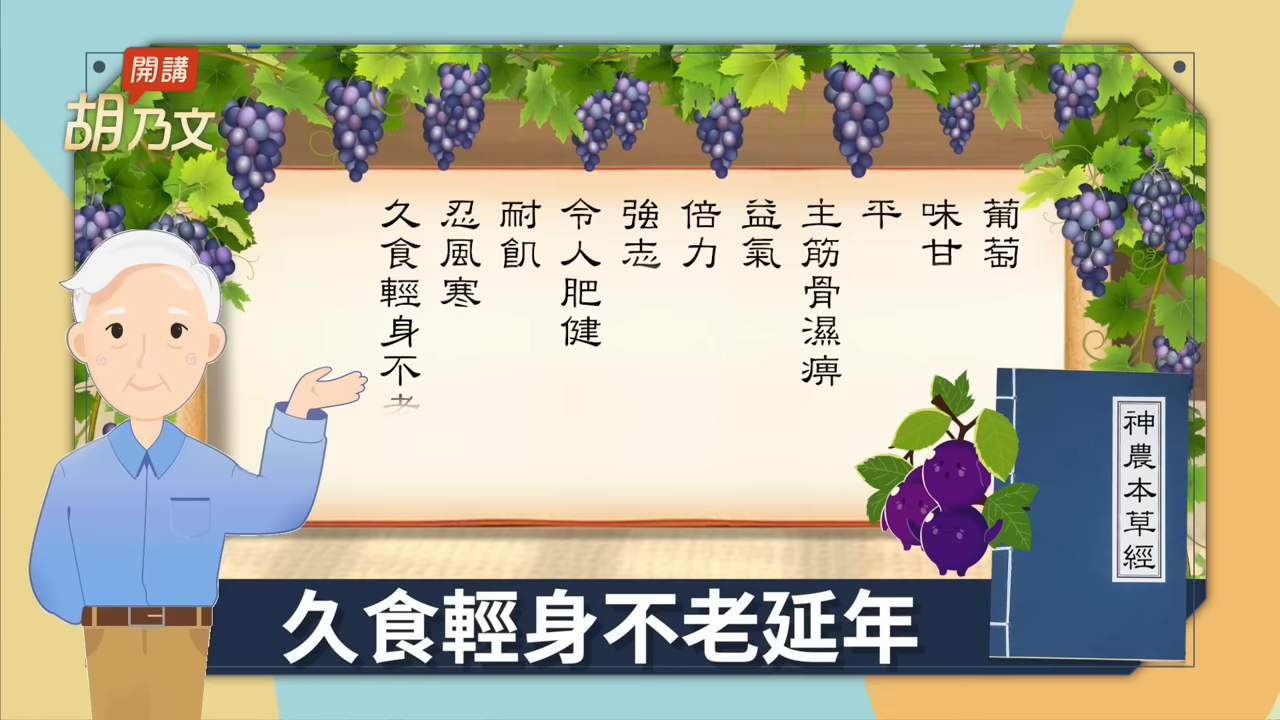 開講
胡乃文
葡萄
味甘
平
主筋骨濕痹
益氣
倍力
強志
令人肥健
耐飢
忍風寒
久食輕身不老
神農本草經
久食輕身不老延年